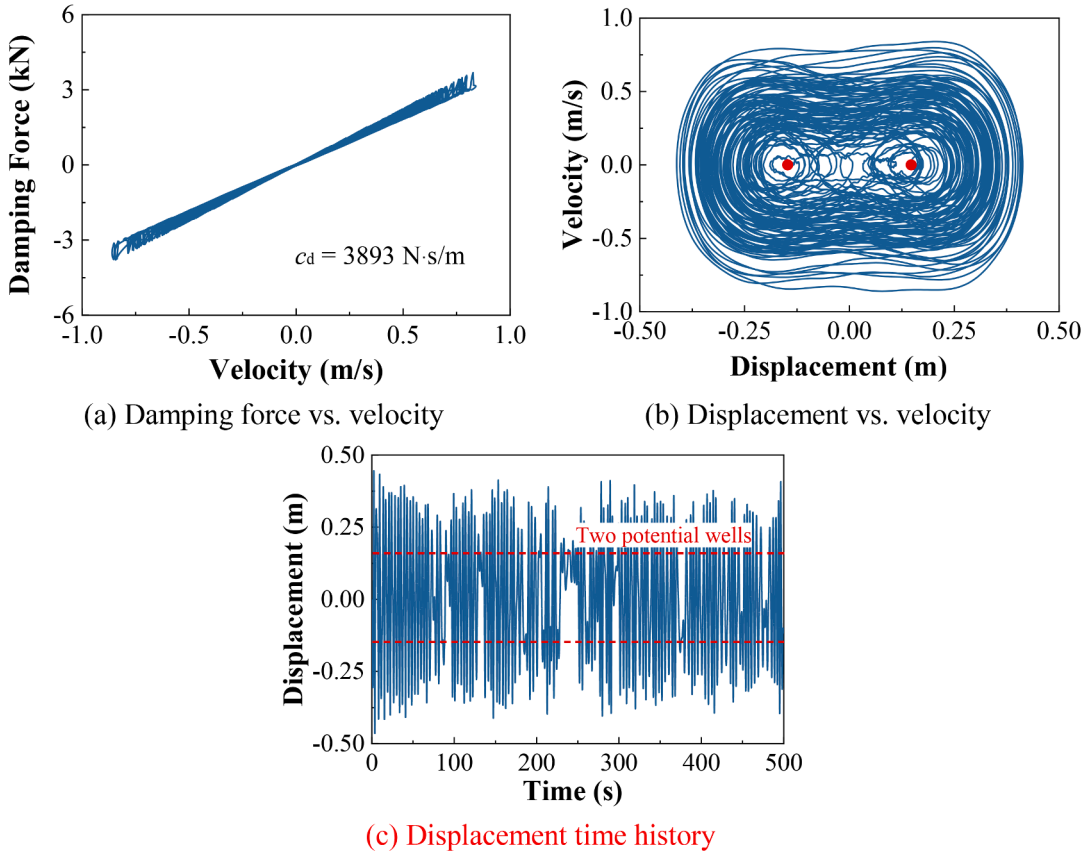 6
3
0
-3
-6
Damping Force (kN)
c_d = 3893 N·s/m
-1.0 -0.5 0.0 0.5 1.0
Velocity (m/s)
(a) Damping force vs. velocity
1.0
0.5
0.0
-0.5
-1.0
Velocity (m/s)
-0.50 -0.25 0.00 0.25 0.50
Displacement (m)
(b) Displacement vs. velocity
0.50
0.25
0.00
-0.25
-0.50
Displacement (m)
Two potential wells
0 100 200 300 400 500
Time (s)
(c) Displacement time history